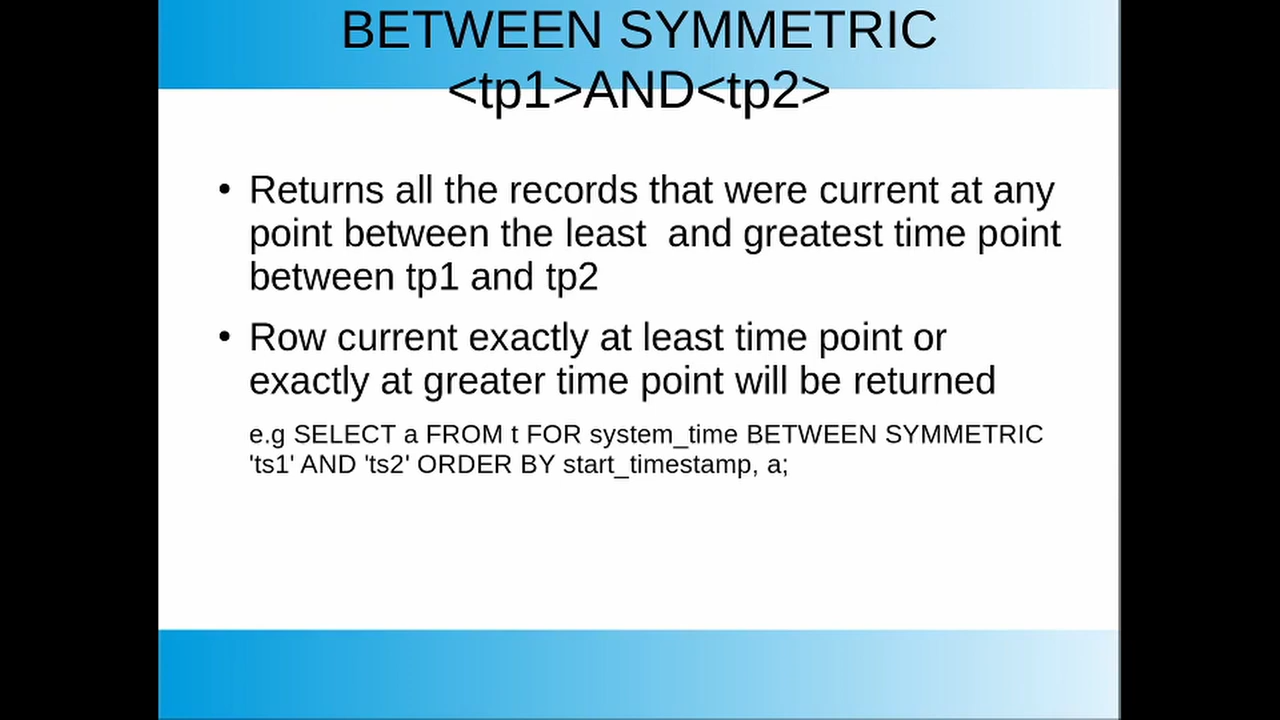 BETWEEN SYMMETRIC
<tp1>AND<tp2>
• Returns all the records that were current at any
point between the least  and greatest time point
between tp1 and tp2
• Row current exactly at least time point or
exactly at greater time point will be returned
e.g SELECT a FROM t FOR system_time BETWEEN SYMMETRIC
'ts1' AND 'ts2' ORDER BY start_timestamp, a;